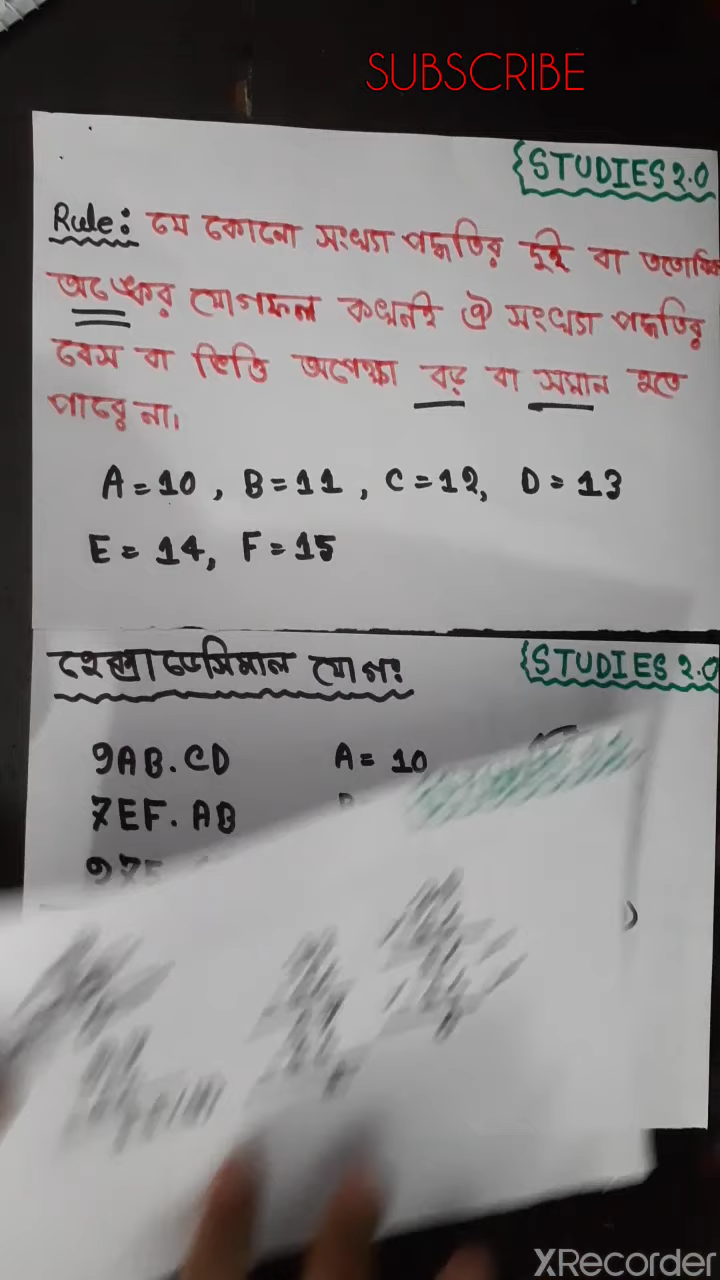 SUBSCRIBE
{STUDIES 2.0
Rule: যে কোনো সংখ্যা পদ্ধতির দুই বা ততোধিক
অঙ্কের যোগফল কখনই ঐ সংখ্যা পদ্ধতির
বেস বা ভিত্তি অপেক্ষা বড় বা সমান হতে
পারবে না।
A = 10, B = 11, C = 12, D = 13
E = 14, F = 15
হেক্সাডেসিমাল যোগঃ
{STUDIES 2.0
9AB.CD A = 10
7EF.AB
XRecorder